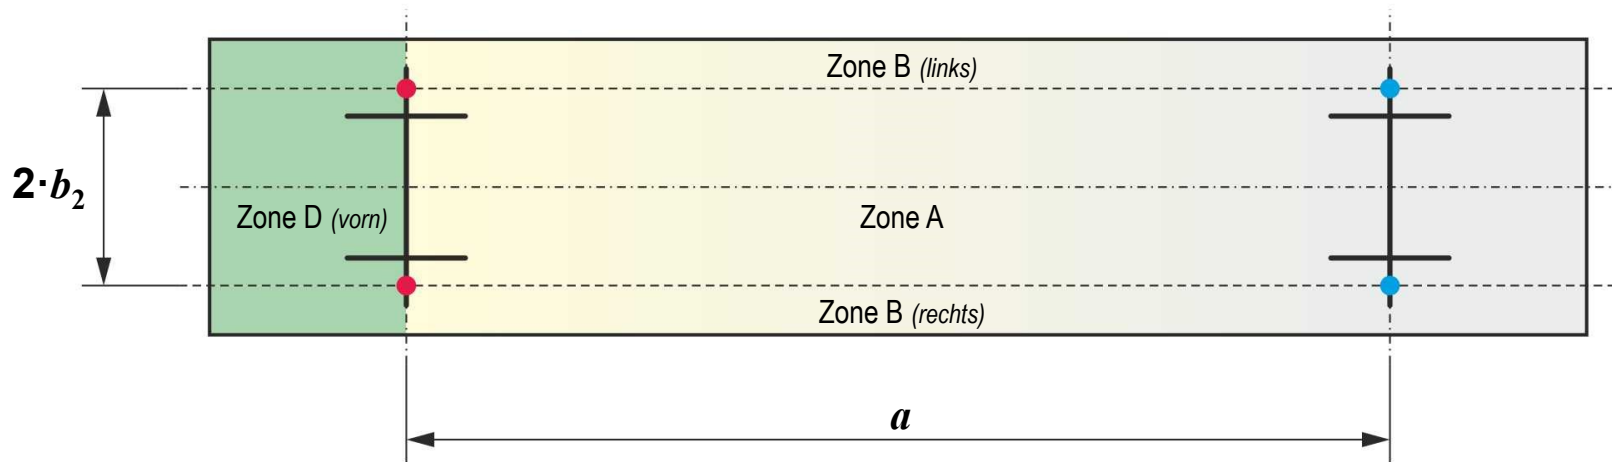 Zone B (links)
2·b₂
Zone D (vorn)
Zone A
Zone B (rechts)
a